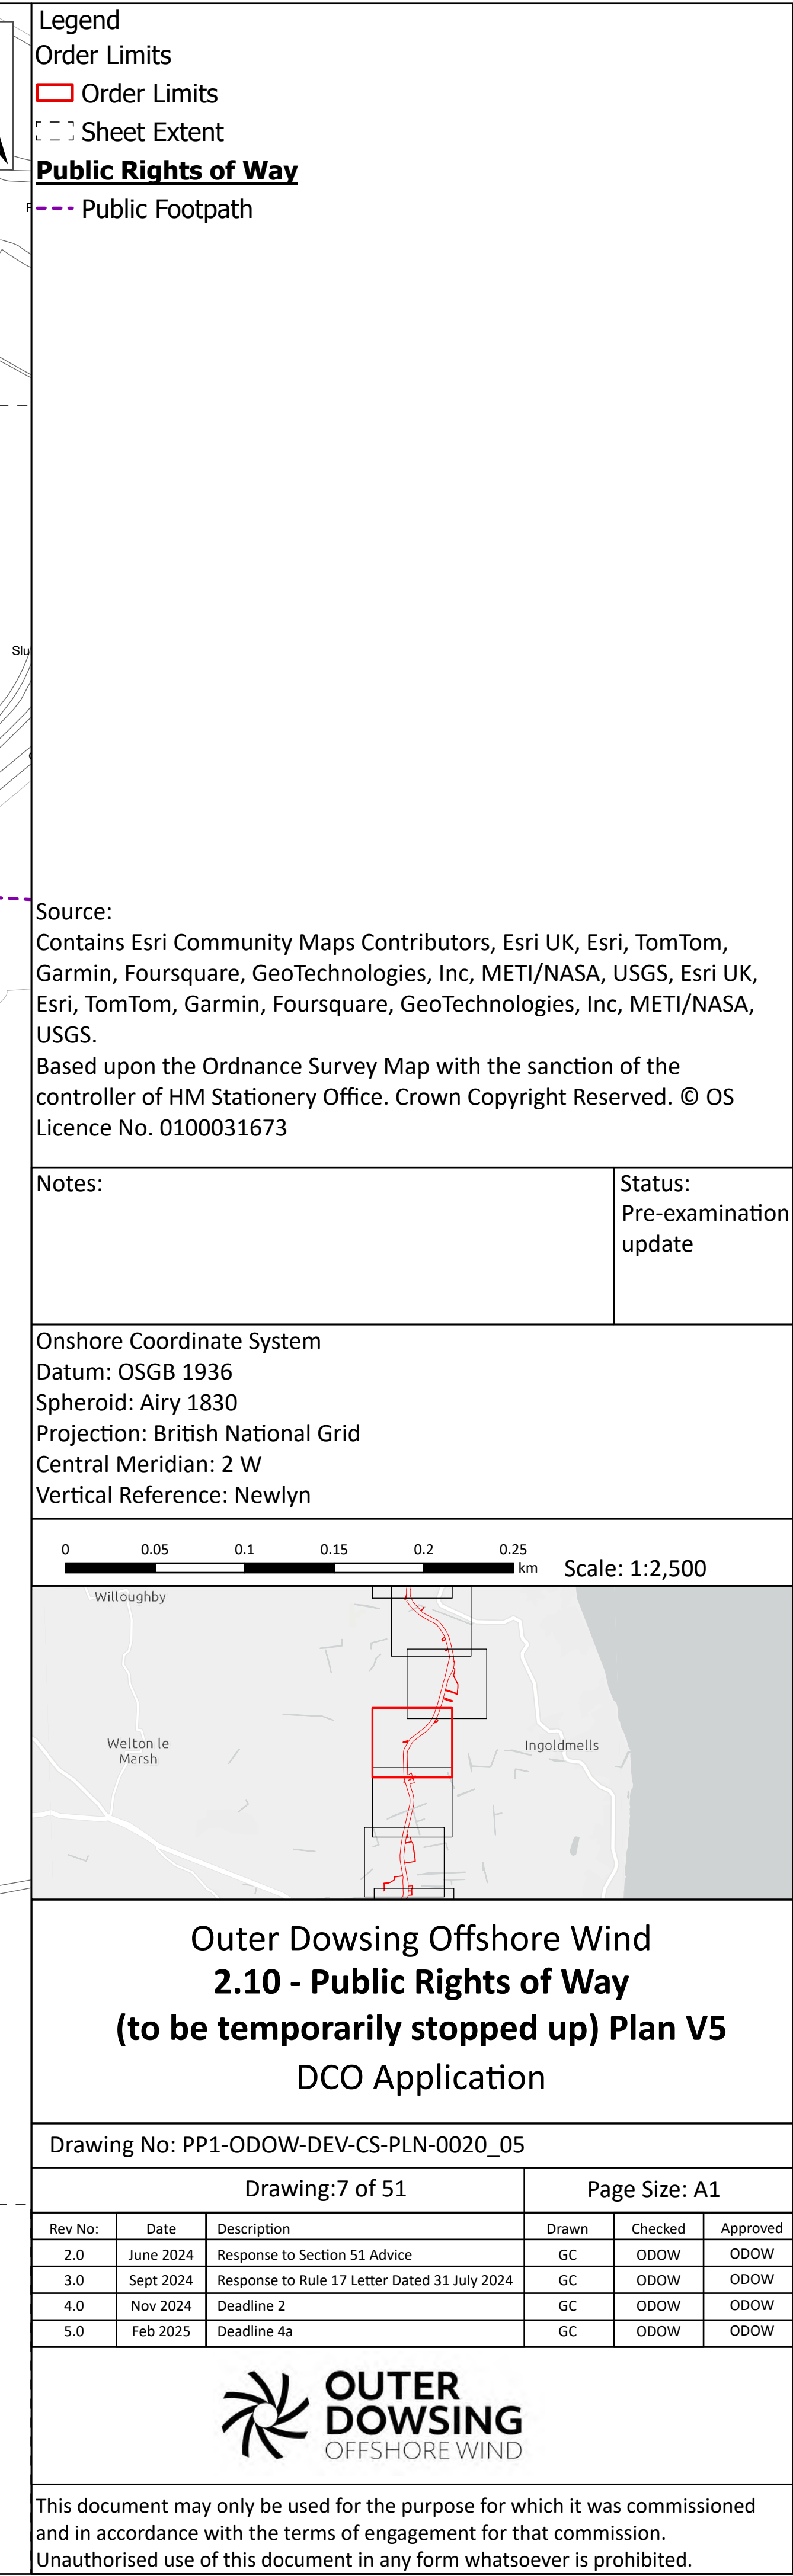 Legend
Order Limits
Order Limits
Sheet Extent
Public Rights of Way
Public Footpath
Slu
Source:
Contains Esri Community Maps Contributors, Esri UK, Esri, TomTom,
Garmin, Foursquare, GeoTechnologies, Inc, METI/NASA, USGS, Esri UK,
Esri, TomTom, Garmin, Foursquare, GeoTechnologies, Inc, METI/NASA,
USGS.
Based upon the Ordnance Survey Map with the sanction of the
controller of HM Stationery Office. Crown Copyright Reserved. © OS
Licence No. 0100031673
Notes:
Status:
Pre-examination
update
Onshore Coordinate System
Datum: OSGB 1936
Spheroid: Airy 1830
Projection: British National Grid
Central Meridian: 2 W
Vertical Reference: Newlyn
0 0.05 0.1 0.15 0.2 0.25
km Scale: 1:2,500
Willoughby
Welton le
Marsh
Ingoldmells
Outer Dowsing Offshore Wind
2.10 - Public Rights of Way
(to be temporarily stopped up) Plan V5
DCO Application
Drawing No: PP1-ODOW-DEV-CS-PLN-0020_05
Drawing:7 of 51 Page Size: A1
Rev No: Date Description Drawn Checked Approved
2.0 June 2024 Response to Section 51 Advice GC ODOW ODOW
3.0 Sept 2024 Response to Rule 17 Letter Dated 31 July 2024 GC ODOW ODOW
4.0 Nov 2024 Deadline 2 GC ODOW ODOW
5.0 Feb 2025 Deadline 4a GC ODOW ODOW
OUTER
DOWSING
OFFSHORE WIND
This document may only be used for the purpose for which it was commissioned
and in accordance with the terms of engagement for that commission.
Unauthorised use of this document in any form whatsoever is prohibited.